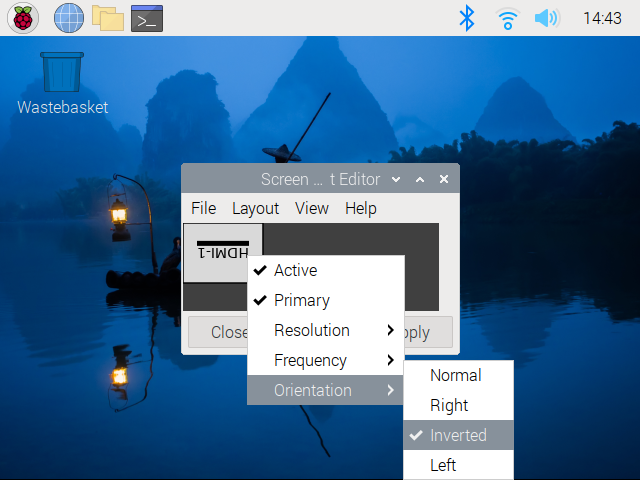 14:43
Wastebasket
Screen ... t Editor
File Layout View Help
HDMI-1
Active
Primary
Close
pply
Resolution
Frequency
Orientation
Normal
Right
Inverted
Left